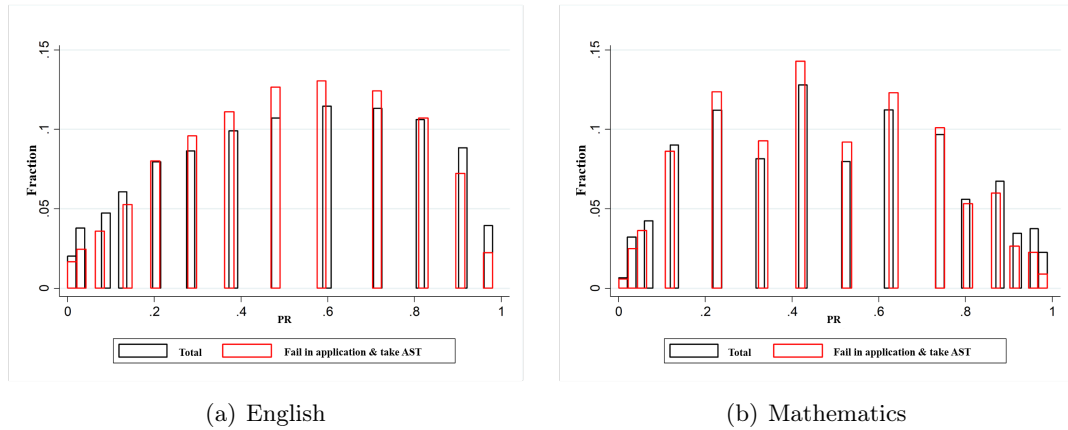 Fraction
.15
.1
.05
0
0
.2
.4
.6
.8
1
PR
Total
Fail in application & take AST
(a) English
Fraction
.15
.1
.05
0
0
.2
.4
.6
.8
1
PR
Total
Fail in application & take AST
(b) Mathematics